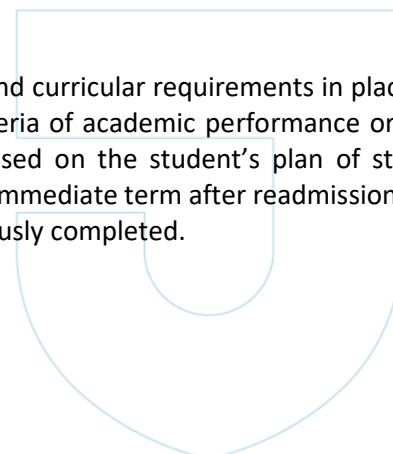 nd curricular requirements in plac
eria of academic performance or
sed on the student’s plan of st
mmediate term after readmission
usly completed.